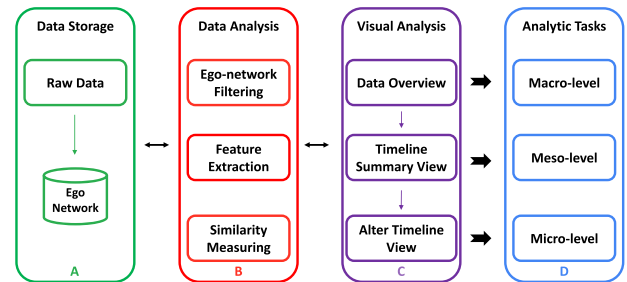 Data Storage
Raw Data
Ego
Network
A
Data Analysis
Ego-network
Filtering
Feature
Extraction
Similarity
Measuring
B
Visual Analysis
Data Overview
Timeline
Summary View
Alter Timeline
View
C
Analytic Tasks
Macro-level
Meso-level
Micro-level
D